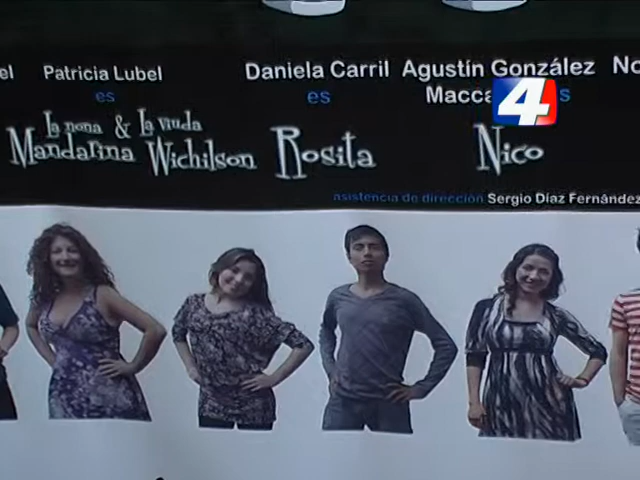 Patricia Lubel
es
La nona & La viuda
Mandarina Wichilson
Daniela Carril
es
Rosita
Agustín González
Nico
4
asistencia de dirección Sergio Díaz Fernández